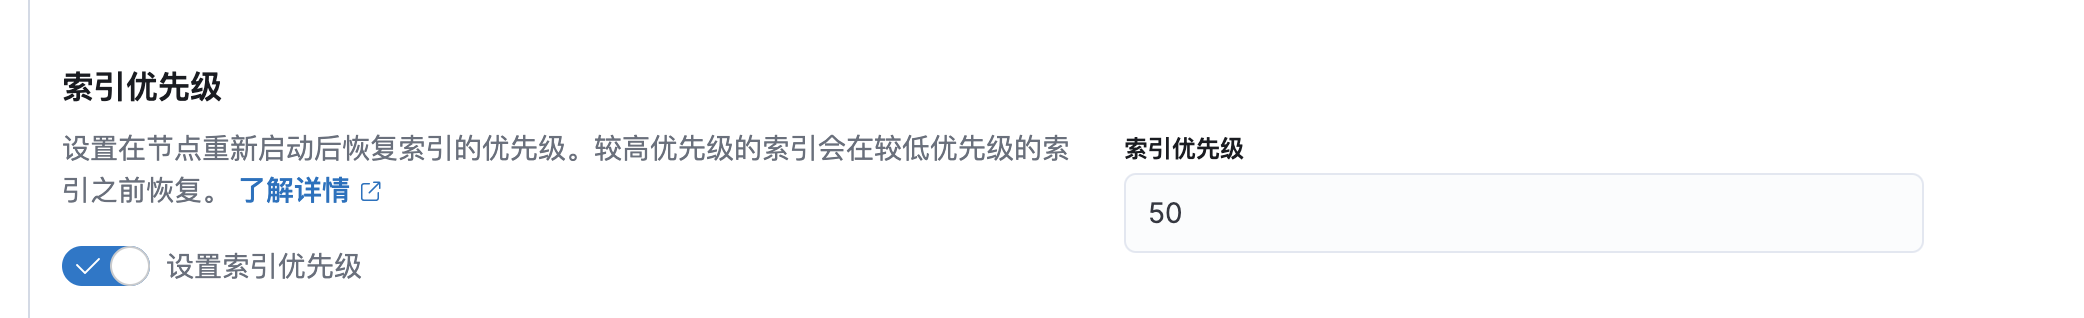 索引优先级
设置在节点重新启动后恢复索引的优先级。较高优先级的索引会在较低优先级的索
引之前恢复。 了解详情
设置索引优先级
索引优先级
50